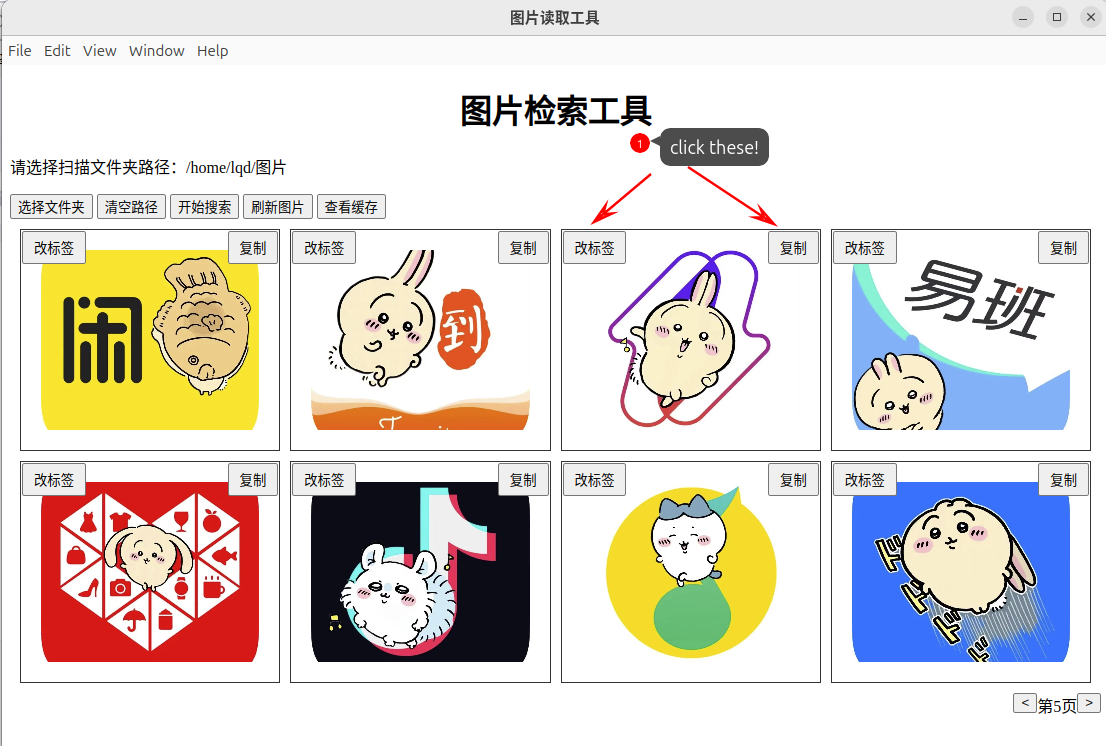 图片读取工具
File Edit View Window Help
图片检索工具
1 click these!
请选择扫描文件夹路径：/home/lqd/图片
选择文件夹 清空路径 开始搜索 刷新图片 查看缓存
改标签 复制 改标签 复制 改标签 复制 改标签 复制
闲
到
易班
改标签 复制 改标签 复制 改标签 复制 改标签 复制
ド ド ド ド
< 第5页 >